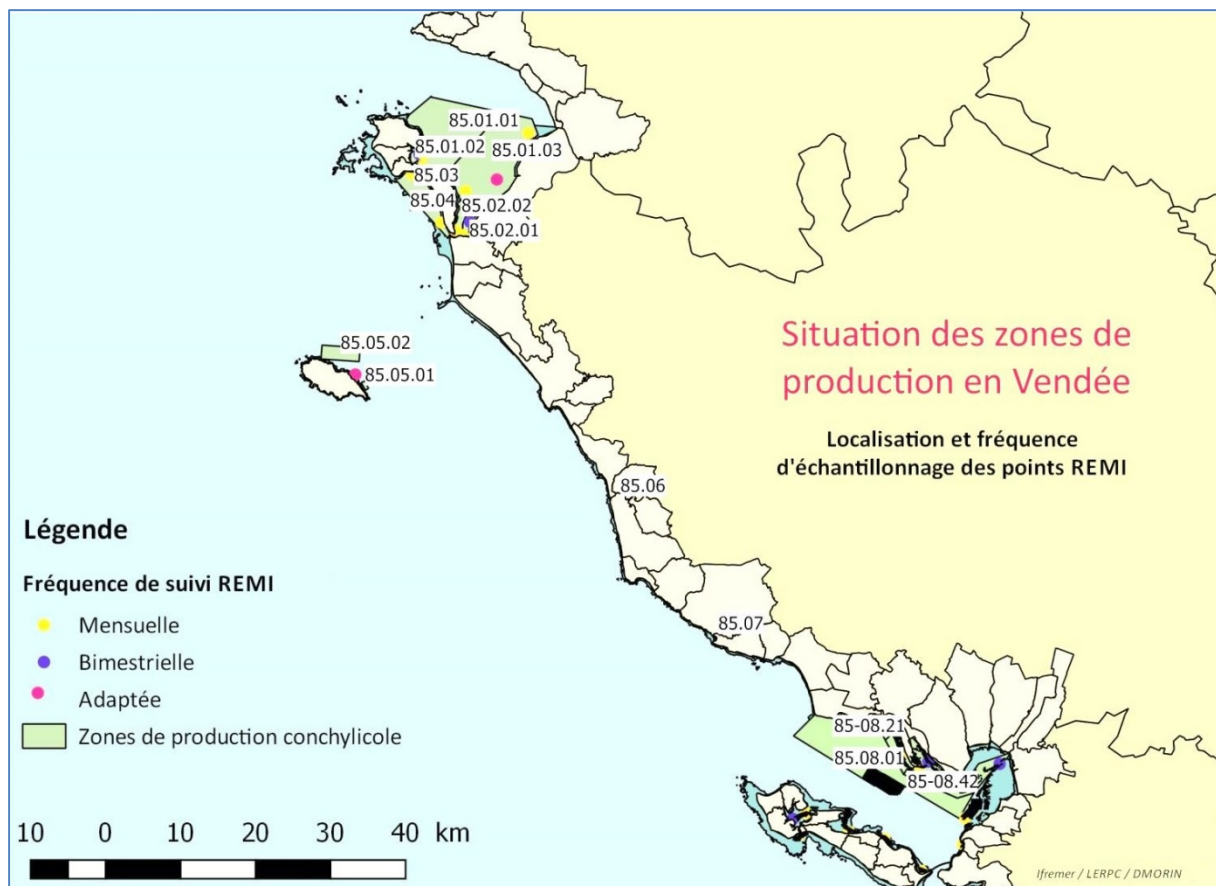 85.01.01
85.01.02
85.01.03
85.03
85.04
85.02.02
85.02.01
85.05.02
85.05.01
Situation des zones de
production en Vendée
Localisation et fréquence
d'échantillonnage des points REMI
85.06
85.07
85-08.21
85.08.01
85-08.42
Légende
Fréquence de suivi REMI
Mensuelle
Bimestrielle
Adaptée
Zones de production conchylicole
10 0 10 20 30 40 km
Ifremer / LERPC / DMORIN